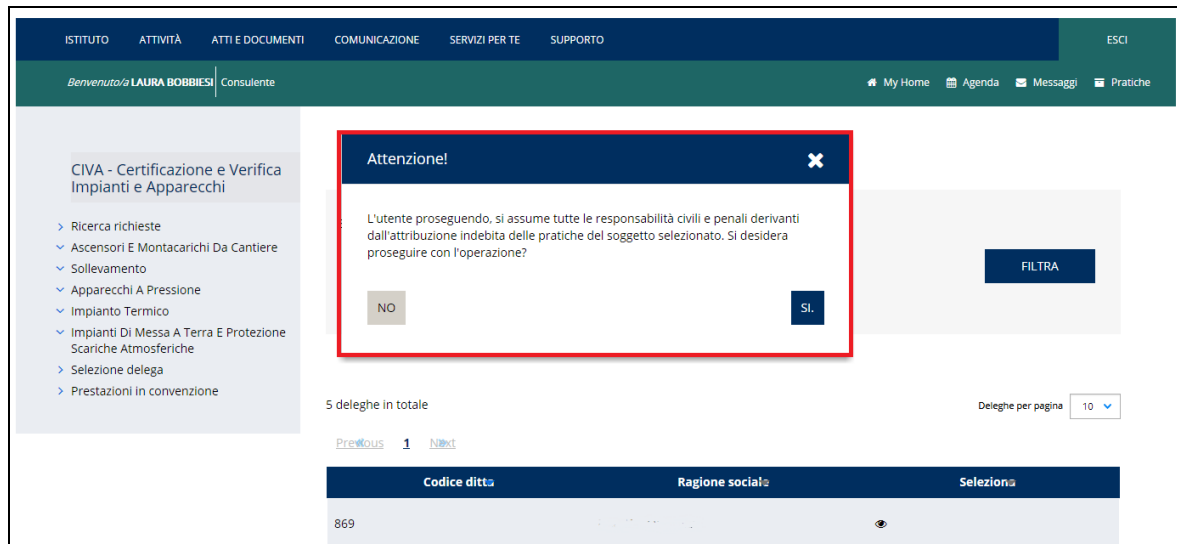 ISTITUTO ATTIVITÀ ATTI E DOCUMENTI COMUNICAZIONE SERVIZI PER TE SUPPORTO ESCI
Benvenuto/a LAURA BOBBIESI Consulente My Home Agenda Messaggi Pratiche
CIVA - Certificazione e Verifica
Impianti e Apparecchi
Ricerca richieste
Ascensori E Montacarichi Da Cantiere
Sollevamento
Apparecchi A Pressione
Impianto Termico
Impianti Di Messa A Terra E Protezione
Scariche Atmosferiche
Selezione delega
Prestazioni in convenzione
Attenzione!
L'utente proseguendo, si assume tutte le responsabilità civili e penali derivanti
dall'attribuzione indebita delle pratiche del soggetto selezionato. Si desidera
proseguire con l'operazione?
NO SI.
FILTRA
5 deleghe in totale Deleghe per pagina 10
Previous 1 Next
Codice ditta Ragione sociale Seleziona
869